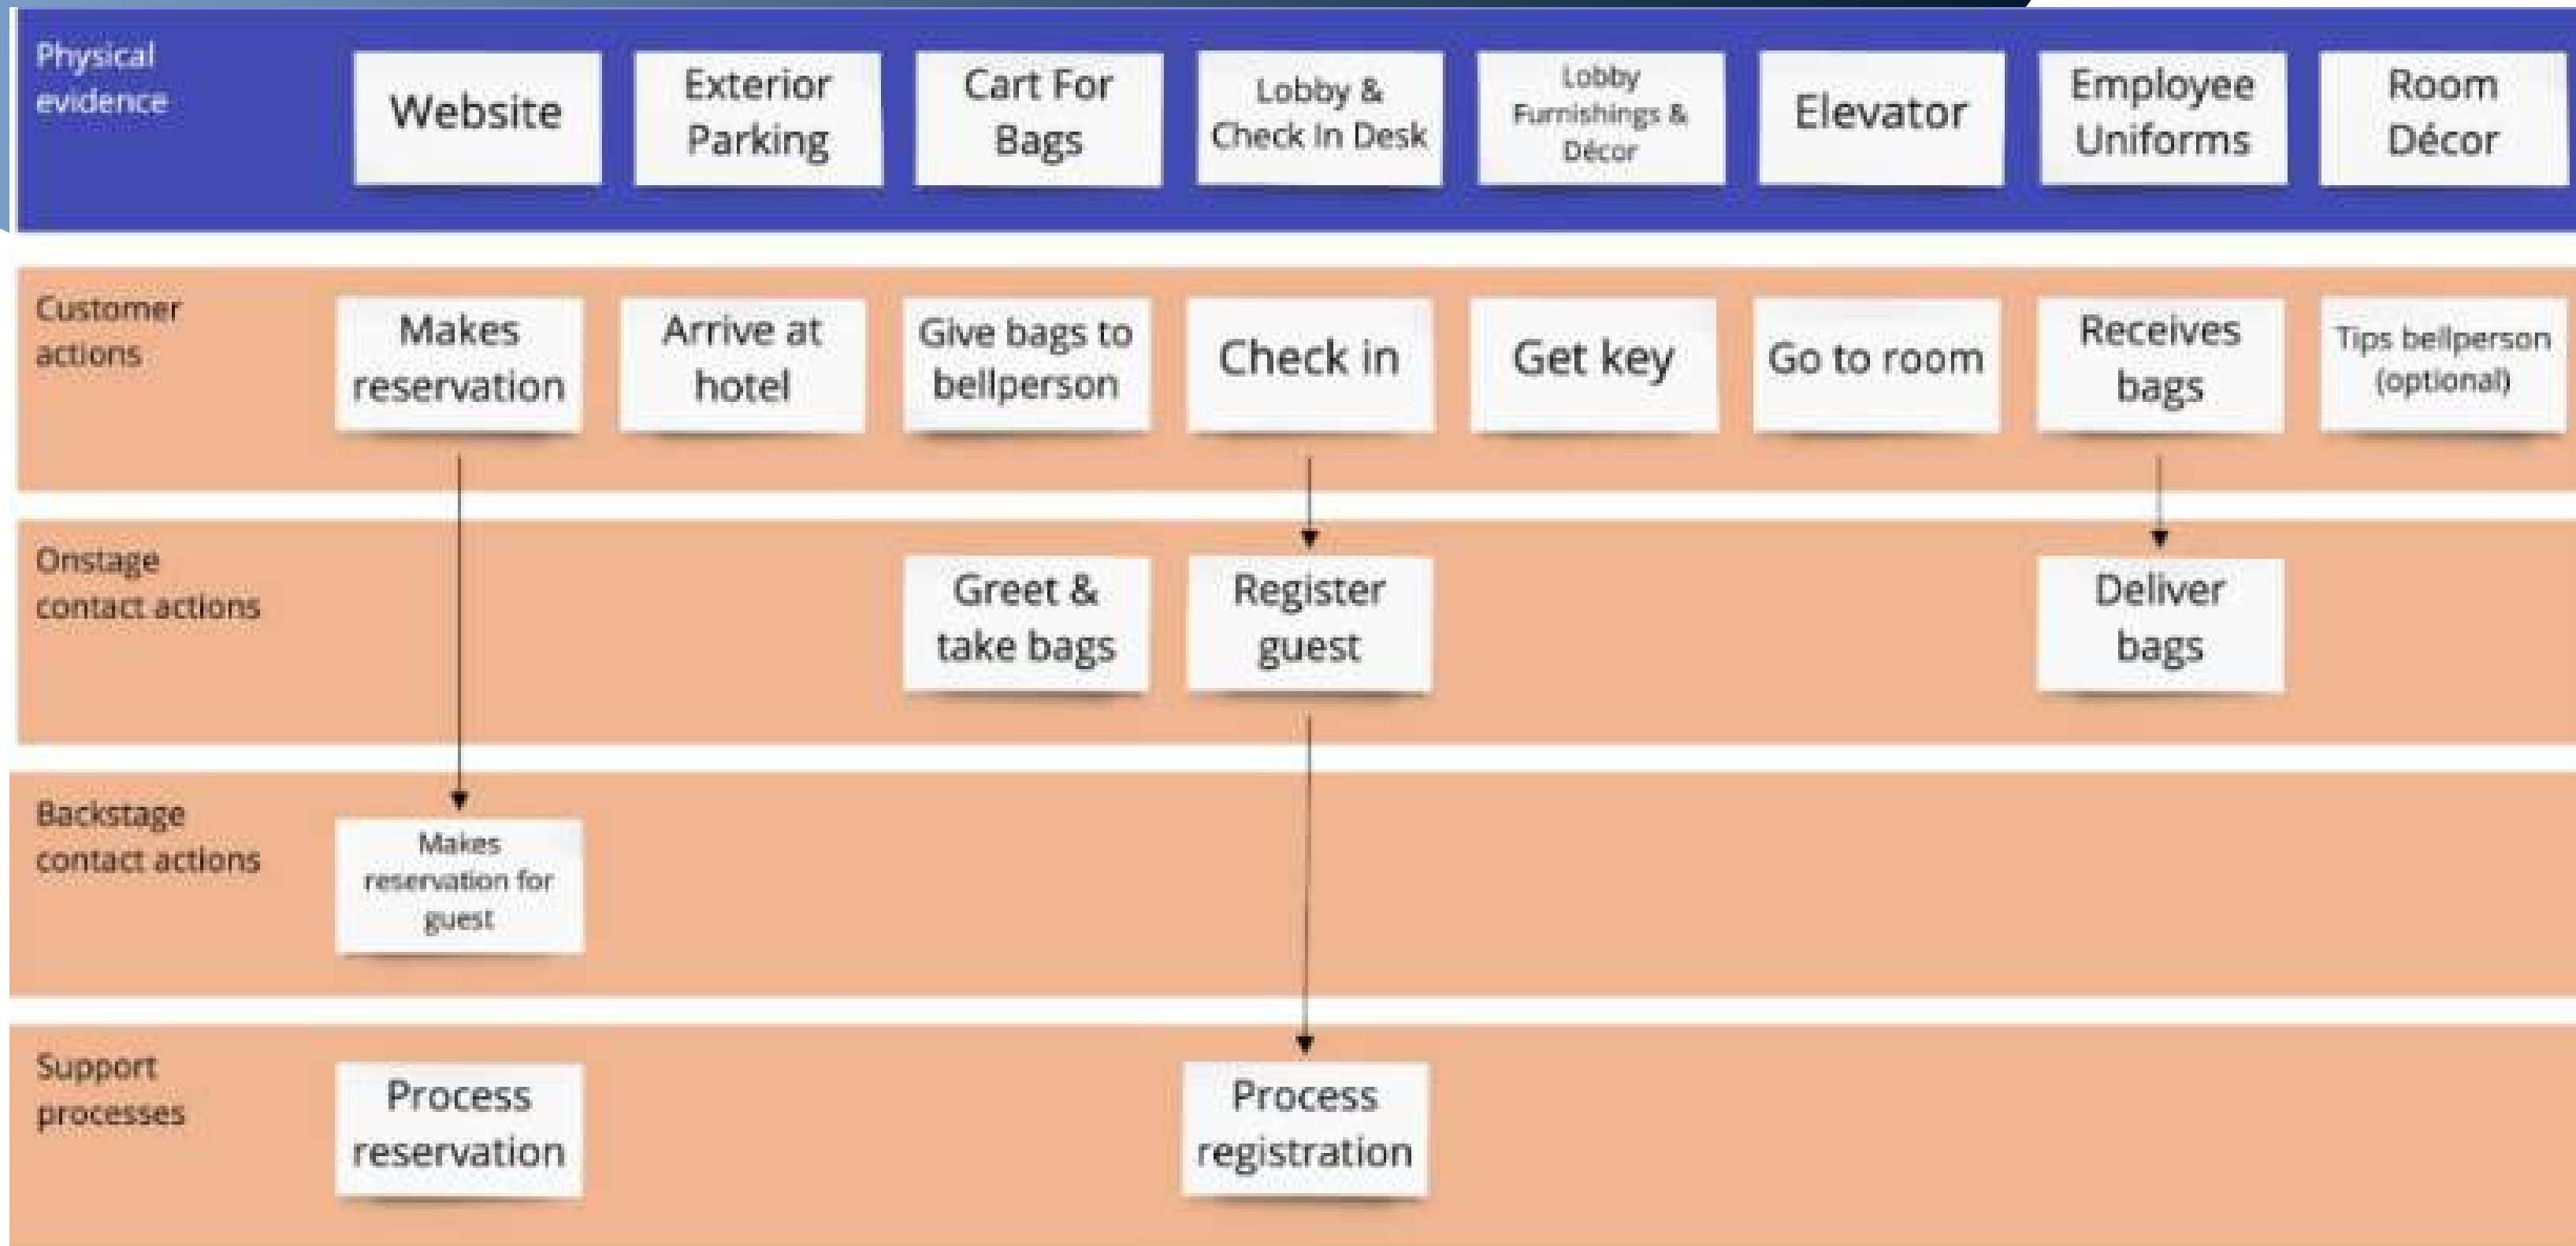 Physical
evidence
Website
Exterior
Parking
Cart For
Bags
Lobby &
Check In Desk
Lobby
Furnishings &
Décor
Elevator
Employee
Uniforms
Room
Décor
Customer
actions
Makes
reservation
Arrive at
hotel
Give bags to
bellperson
Check in
Get key
Go to room
Receives
bags
Tips bellperson
(optional)
Onstage
contact actions
Greet &
take bags
Register
guest
Deliver
bags
Backstage
contact actions
Makes
reservation for
guest
Support
processes
Process
reservation
Process
registration